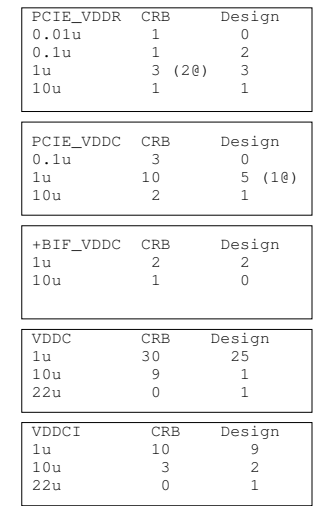 PCIE_VDDR CRB Design
0.01u 1 0
0.1u 1 2
1u 3 (2@) 3
10u 1 1
PCIE_VDDC CRB Design
0.1u 3 0
1u 10 5 (1@)
10u 2 1
+BIF_VDDC CRB Design
1u 2 2
10u 1 0
VDDC CRB Design
1u 30 25
10u 9 1
22u 0 1
VDDCI CRB Design
1u 10 9
10u 3 2
22u 0 1